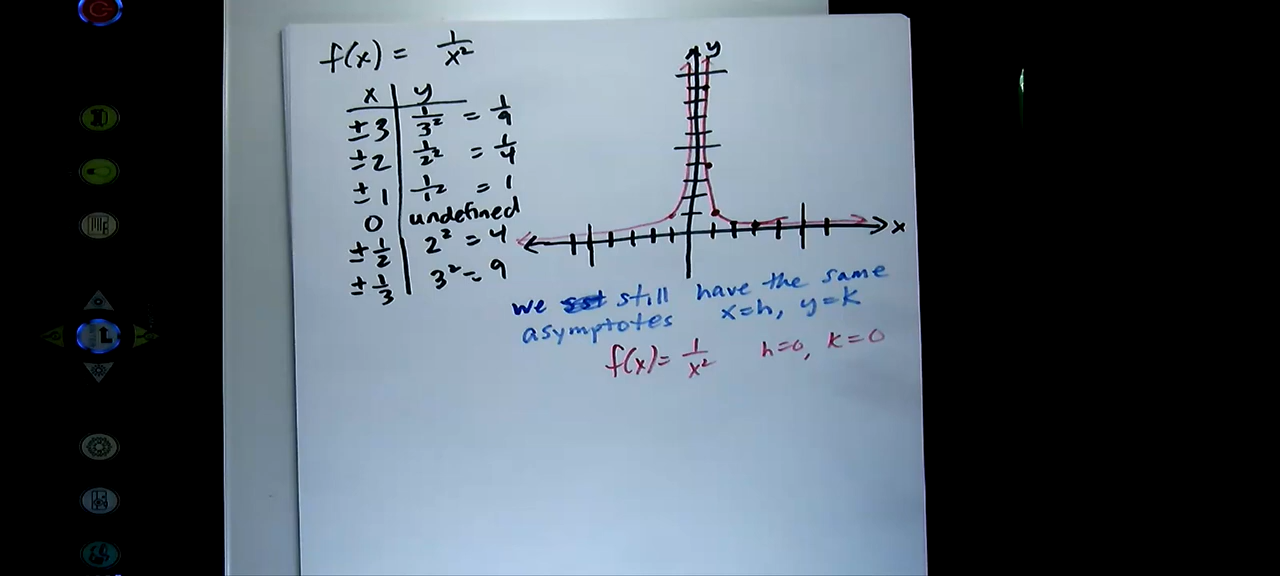 f(x) = 1/x²
x | y
±3 | 1/3² = 1/9
±2 | 1/2² = 1/4
±1 | 1/1² = 1
0 | undefined
±1/2 | 2² = 4
±1/3 | 3² = 9
y
x
we still have the same
asymptotes x=h, y=k
f(x) = 1/x² h=0, k=0